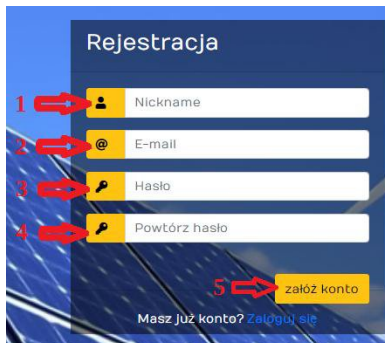 Rejestracja
1 Nickname
2 @ E-mail
3 Hasło
4 Powtórz hasło
5 załóż konto
Masz już konto? Zaloguj się